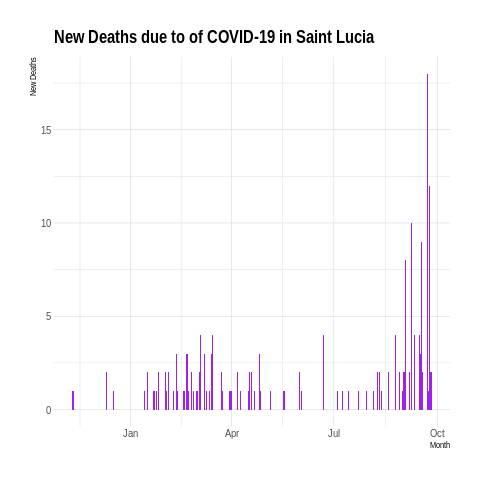 New Deaths due to of COVID-19 in Saint Lucia
New Deaths
15
10
5
0
Jan Apr Jul Oct
Month